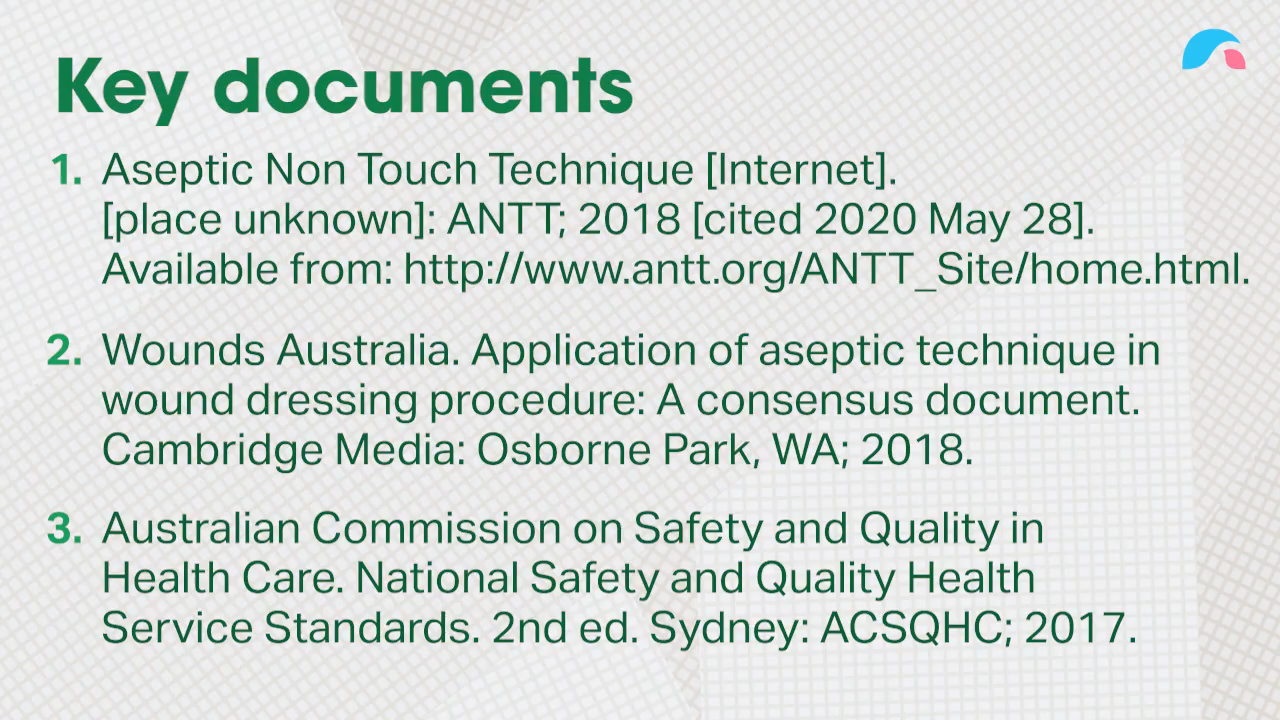 Key documents
1. Aseptic Non Touch Technique [Internet].
[place unknown]: ANTT; 2018 [cited 2020 May 28].
Available from: http://www.antt.org/ANTT_Site/home.html.
2. Wounds Australia. Application of aseptic technique in
wound dressing procedure: A consensus document.
Cambridge Media: Osborne Park, WA; 2018.
3. Australian Commission on Safety and Quality in
Health Care. National Safety and Quality Health
Service Standards. 2nd ed. Sydney: ACSQHC; 2017.